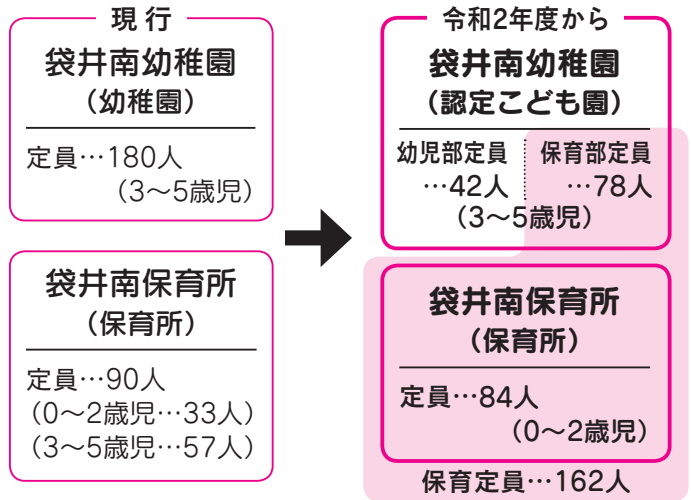 現行
袋井南幼稚園
（幼稚園）
定員…180人
（3～5歳児）
袋井南保育所
（保育所）
定員…90人
（0～2歳児…33人）
（3～5歳児…57人）
令和2年度から
袋井南幼稚園
（認定こども園）
幼児部定員 保育部定員
…42人 …78人
（3～5歳児）
袋井南保育所
（保育所）
定員…84人
（0～2歳児）
保育定員…162人